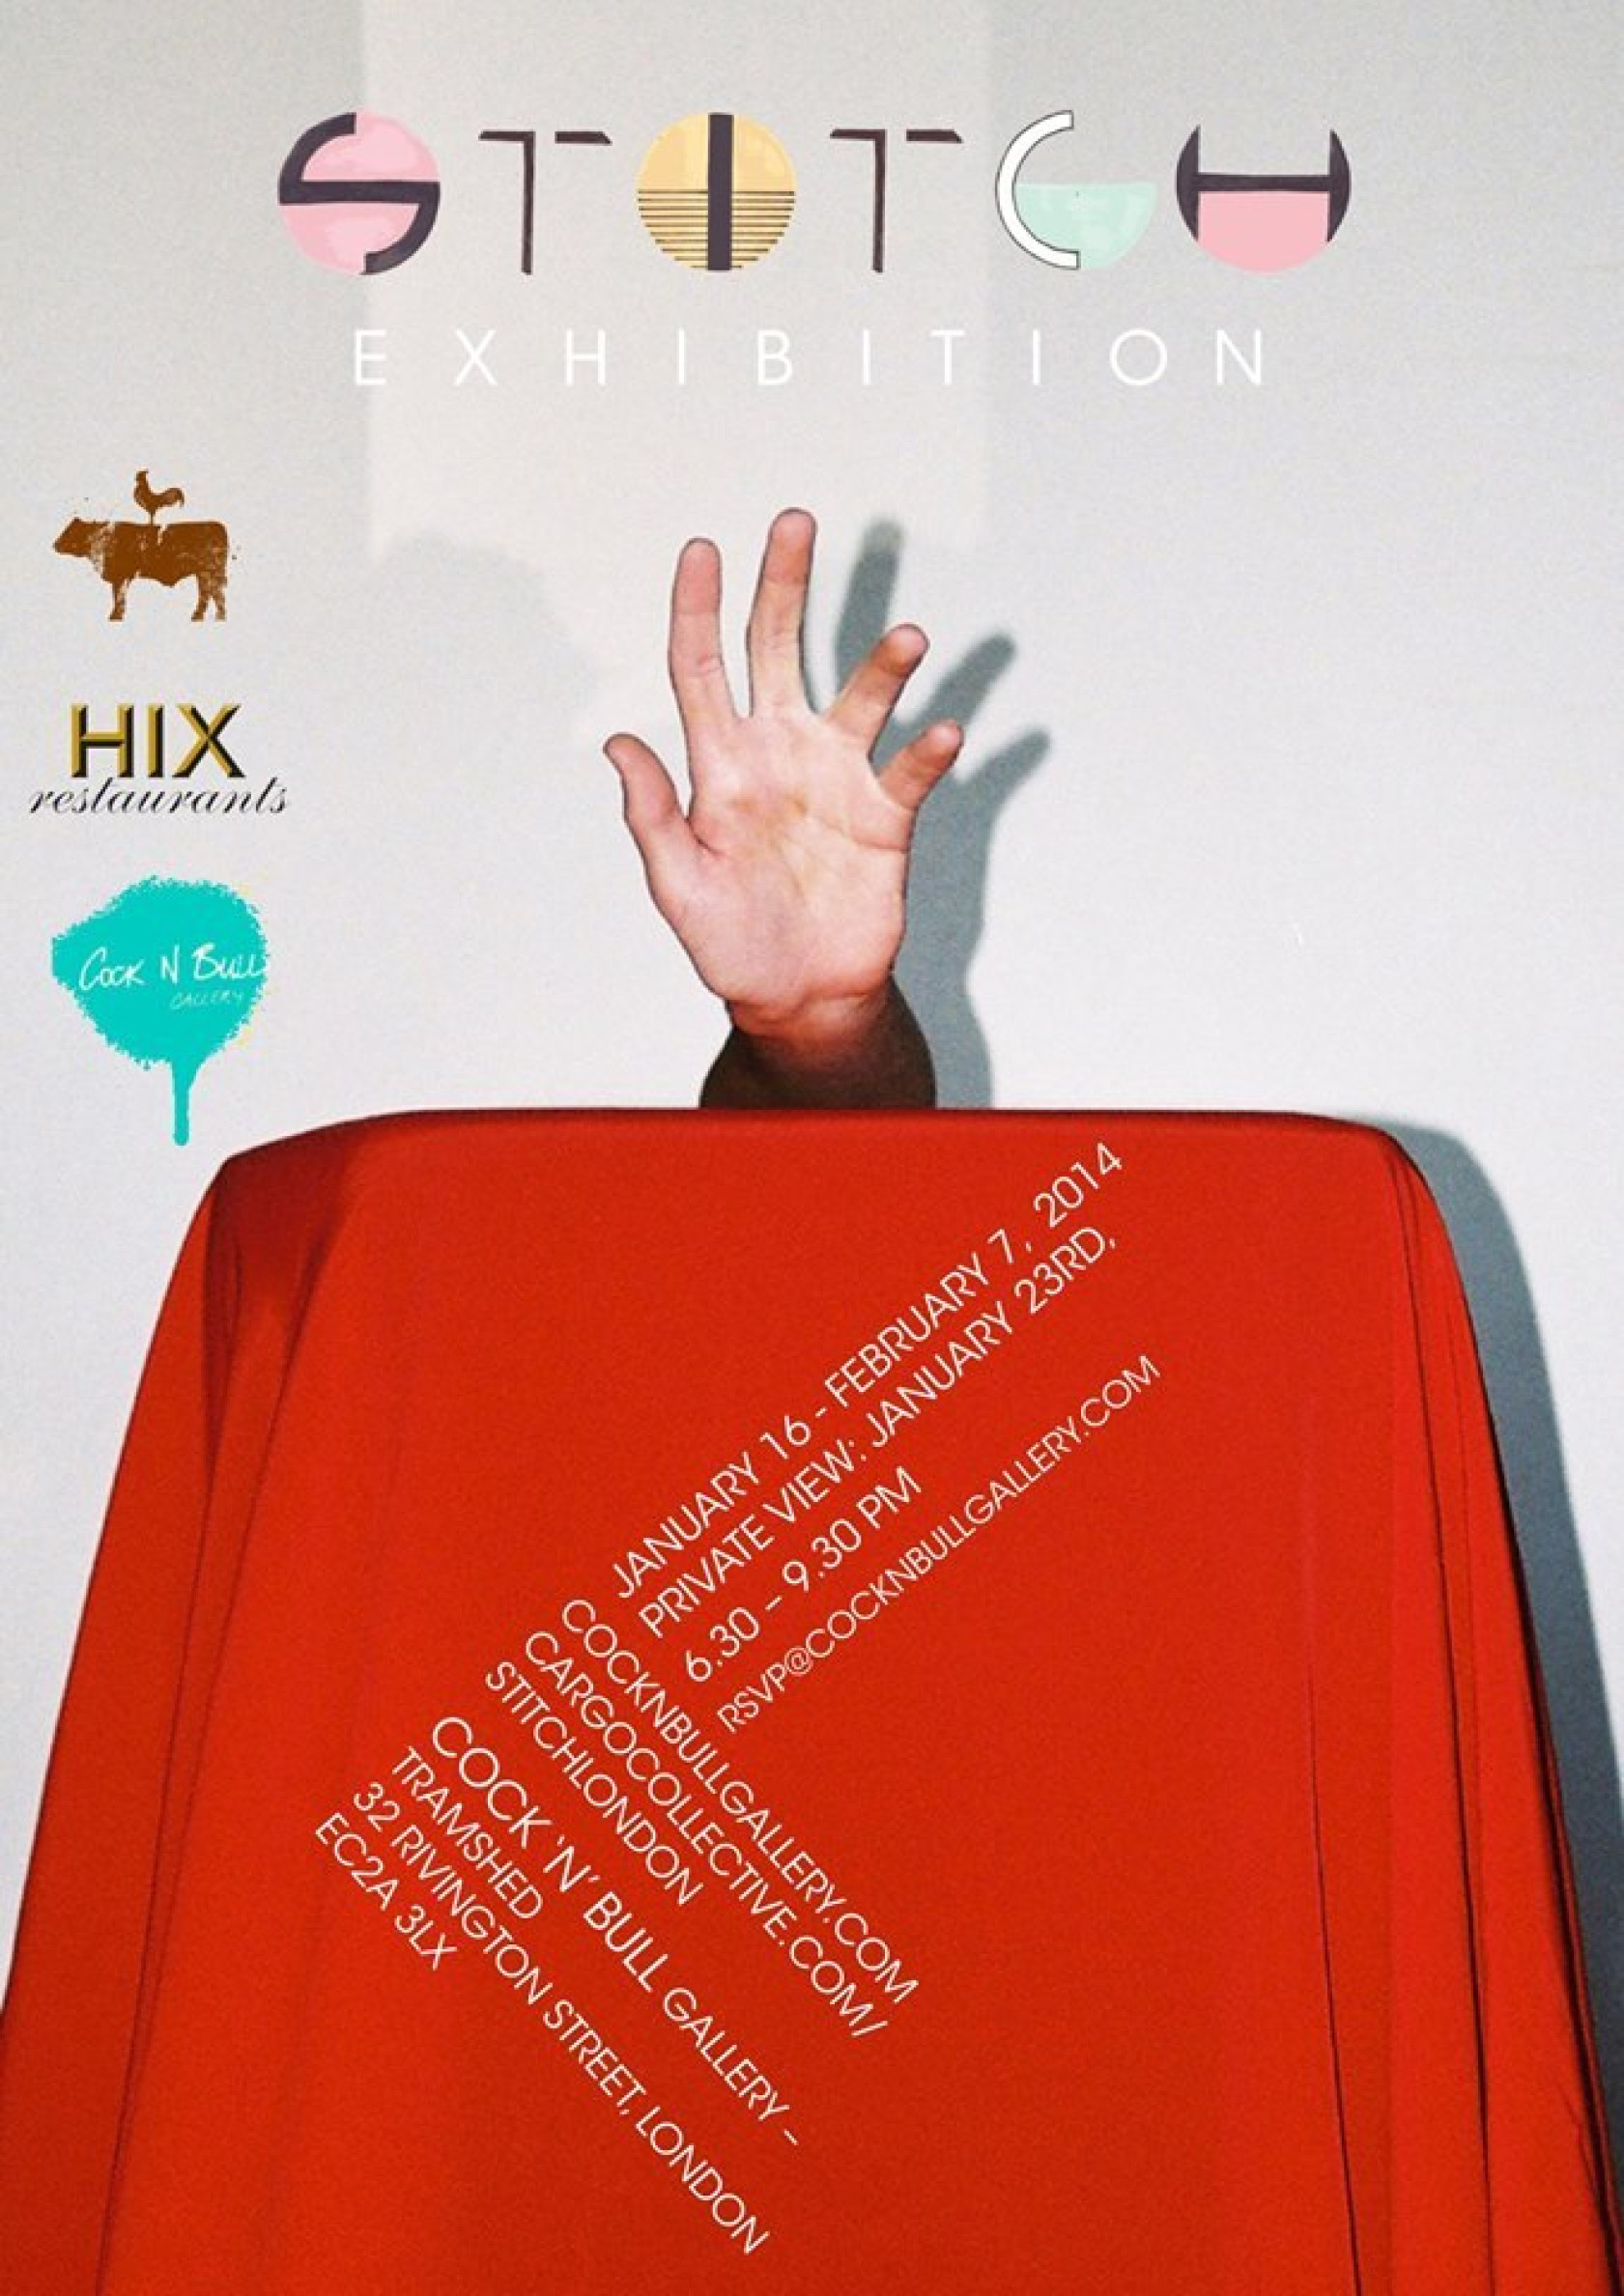 STITCH
EXHIBITION
HIX
restaurants
COCK N BULL
GALLERY
JANUARY 16 - FEBRUARY 7, 2014
PRIVATE VIEW: JANUARY 23RD,
6.30 – 9.30 PM
RSVP@COCKNBULLGALLERY.COM
COCKNBULLGALLERY.COM
CARGOCOLLECTIVE.COM/
STITCHLONDON
COCK 'N' BULL GALLERY –
TRAMSHED
32 RIVINGTON STREET, LONDON
EC2A 3LX